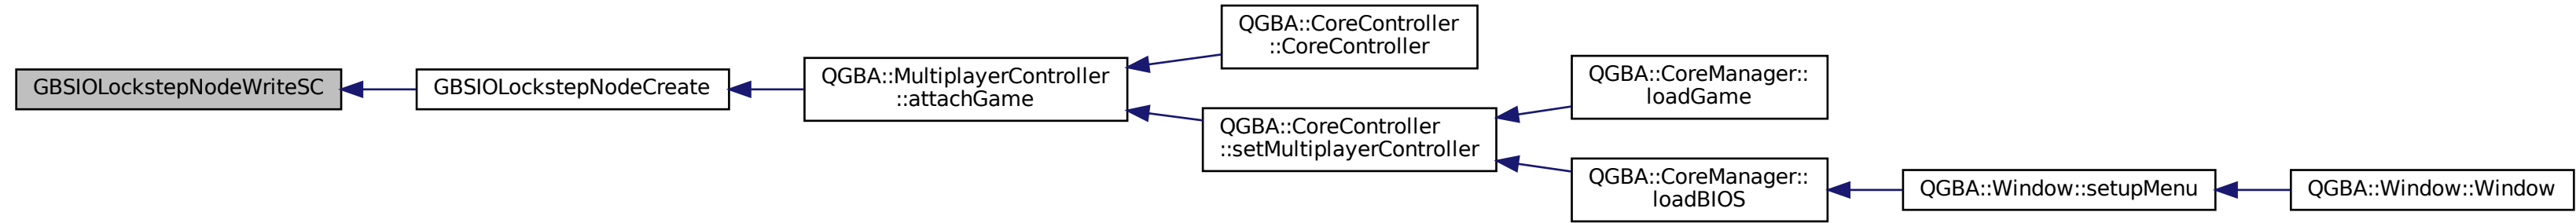 GBSIOLockstepNodeWriteSC
GBSIOLockstepNodeCreate
QGBA::MultiplayerController
::attachGame
QGBA::CoreController
::CoreController
QGBA::CoreController
::setMultiplayerController
QGBA::CoreManager::
loadGame
QGBA::CoreManager::
loadBIOS
QGBA::Window::setupMenu
QGBA::Window::Window